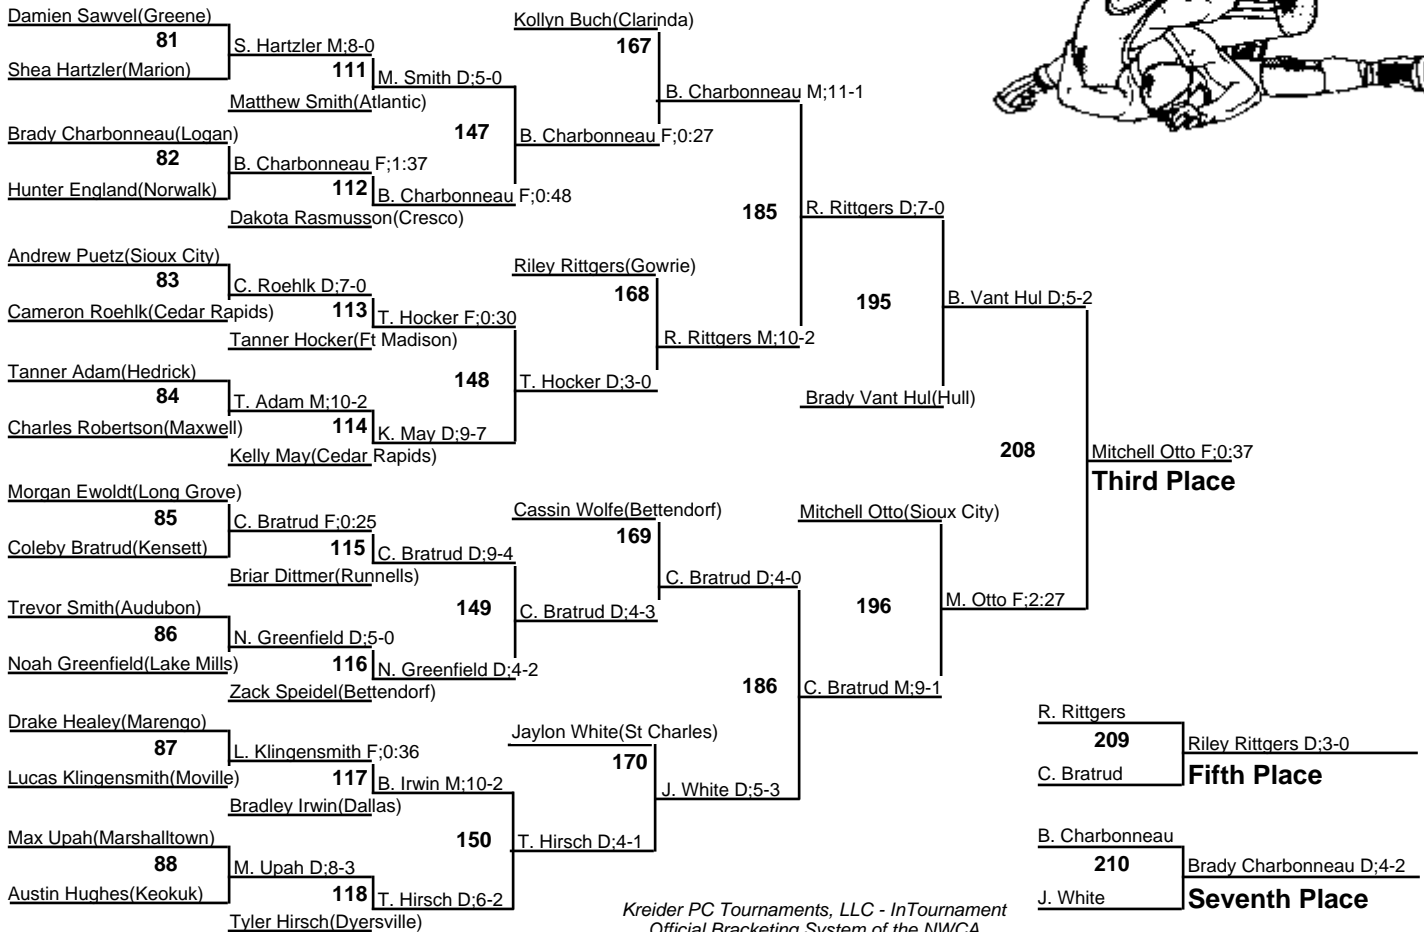 Damien Sawvel(Greene)
81
Shea Hartzler(Marion)
S. Hartzler M;8-0
111
Matthew Smith(Atlantic)
M. Smith D;5-0
Brady Charbonneau(Logan)
82
Hunter England(Norwalk)
B. Charbonneau F;1:37
112
Dakota Rasmusson(Cresco)
B. Charbonneau F;0:48
147
B. Charbonneau F;0:27
Kollyn Buch(Clarinda)
167
B. Charbonneau M;11-1
Andrew Puetz(Sioux City)
83
Cameron Roehlk(Cedar Rapids)
C. Roehlk D;7-0
113
Tanner Hocker(Ft Madison)
T. Hocker F;0:30
Tanner Adam(Hedrick)
84
Charles Robertson(Maxwell)
T. Adam M;10-2
114
Kelly May(Cedar Rapids)
K. May D;9-7
148
T. Hocker D;3-0
Riley Rittgers(Gowrie)
168
R. Rittgers M;10-2
185
R. Rittgers D;7-0
195
Brady Vant Hul(Hull)
B. Vant Hul D;5-2
Morgan Ewoldt(Long Grove)
85
Coleby Bratrud(Kensett)
C. Bratrud F;0:25
115
Briar Dittmer(Runnells)
C. Bratrud D;9-4
Trevor Smith(Audubon)
86
Noah Greenfield(Lake Mills)
N. Greenfield D;5-0
116
Zack Speidel(Bettendorf)
N. Greenfield D;4-2
149
C. Bratrud D;4-3
Cassin Wolfe(Bettendorf)
169
C. Bratrud D;4-0
Drake Healey(Marengo)
87
Lucas Klingensmith(Moville)
L. Klingensmith F;0:36
117
Bradley Irwin(Dallas)
B. Irwin M;10-2
Max Upah(Marshalltown)
88
Austin Hughes(Keokuk)
M. Upah D;8-3
118
Tyler Hirsch(Dyersville)
T. Hirsch D;6-2
150
T. Hirsch D;4-1
Jaylon White(St Charles)
170
J. White D;5-3
186
C. Bratrud M;9-1
Mitchell Otto(Sioux City)
196
M. Otto F;2:27
208
Mitchell Otto F;0:37
Third Place
R. Rittgers
209
C. Bratrud
Riley Rittgers D;3-0
Fifth Place
B. Charbonneau
210
J. White
Brady Charbonneau D;4-2
Seventh Place
Kreider PC Tournaments, LLC - InTournament
Official Bracketing System of the NWCA